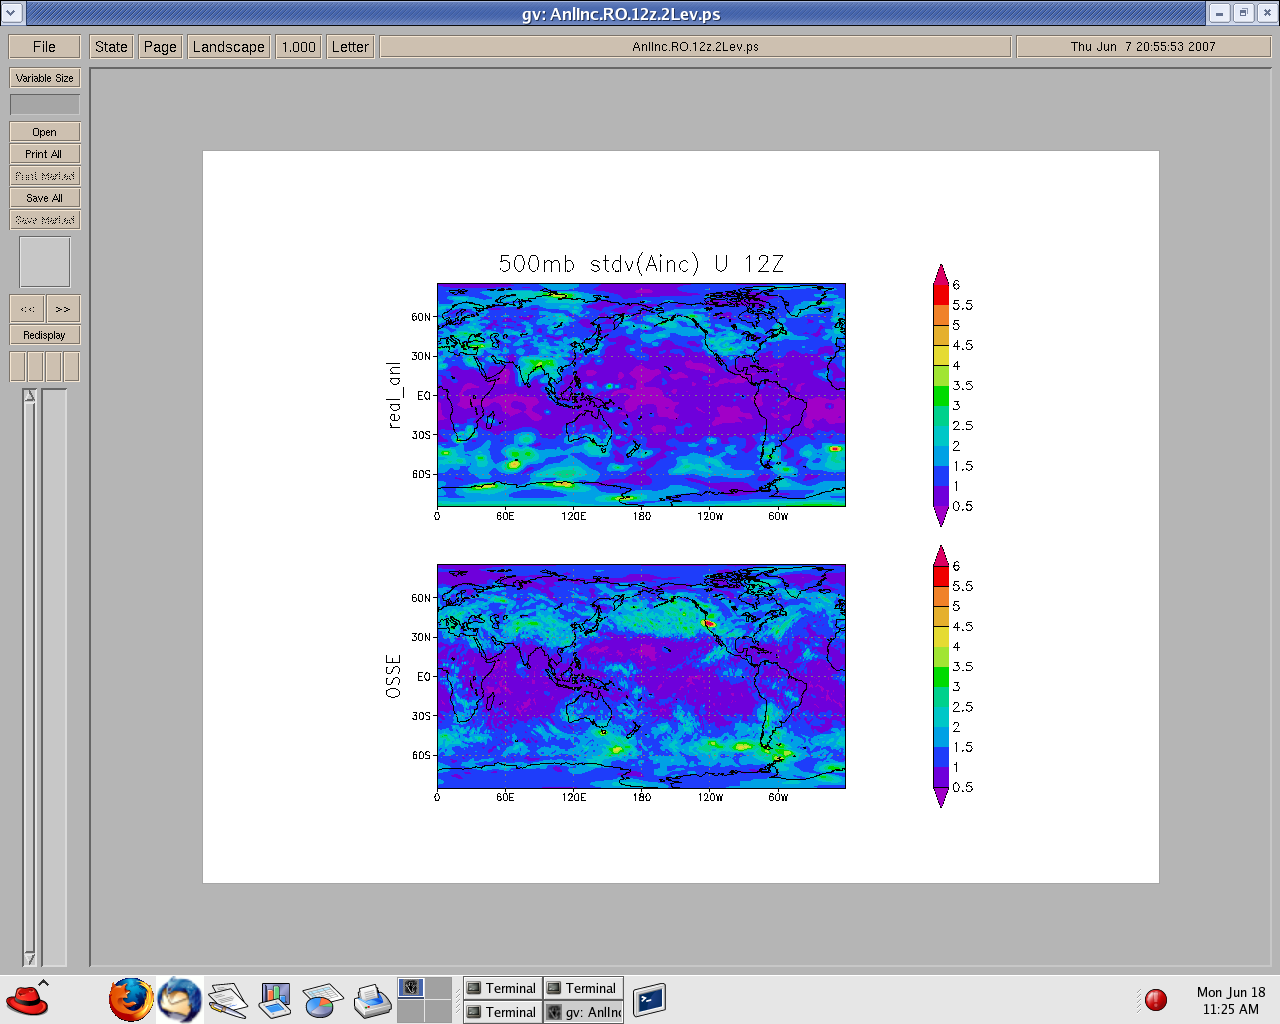 gv: AnlInc.RO.12z.2Lev.ps
File State Page Landscape 1.000 Letter AnlInc.RO.12z.2Lev.ps Thu Jun 7 20:55:53 2007
Variable Size
Open
Print All
Print Marked
Save All
Save Marked
<< >>
Redisplay
500mb stdv(Ainc) U 12Z
real_anl
60N
30N
EQ
30S
60S
0 60E 120E 180 120W 60W
6
5.5
5
4.5
4
3.5
3
2.5
2
1.5
1
0.5
OSSE
60N
30N
EQ
30S
60S
0 60E 120E 180 120W 60W
6
5.5
5
4.5
4
3.5
3
2.5
2
1.5
1
0.5
Terminal Terminal
Terminal gv: AnlInc
Mon Jun 18
11:25 AM